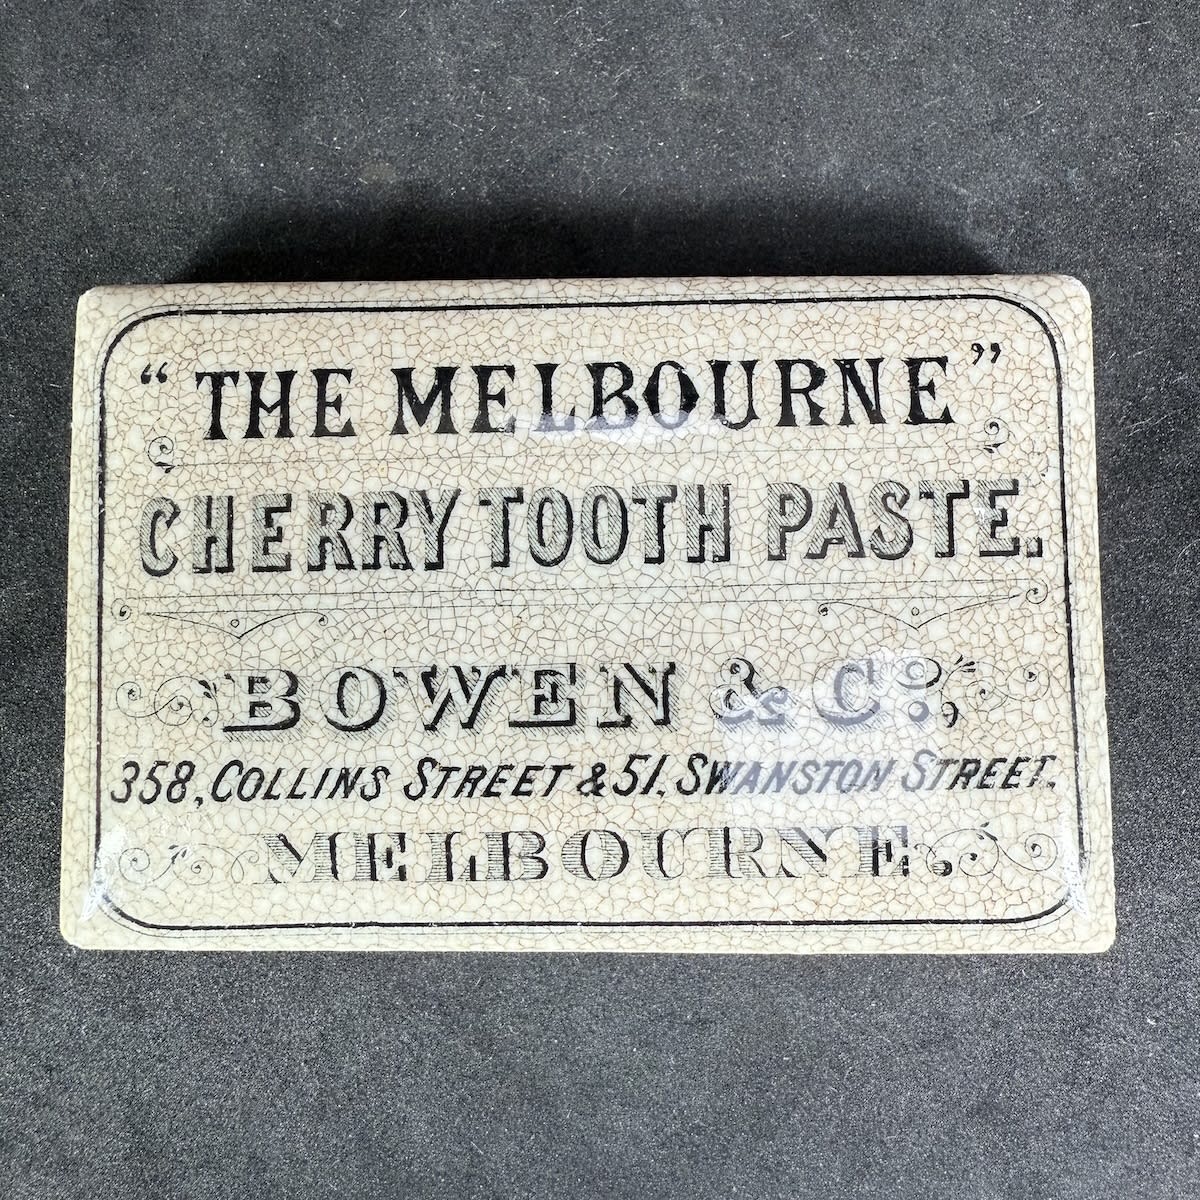 “THE MELBOURNE”
CHERRY TOOTH PASTE.
BOWEN & Co,
358, COLLINS STREET & 51, SWANSTON STREET,
MELBOURNE.